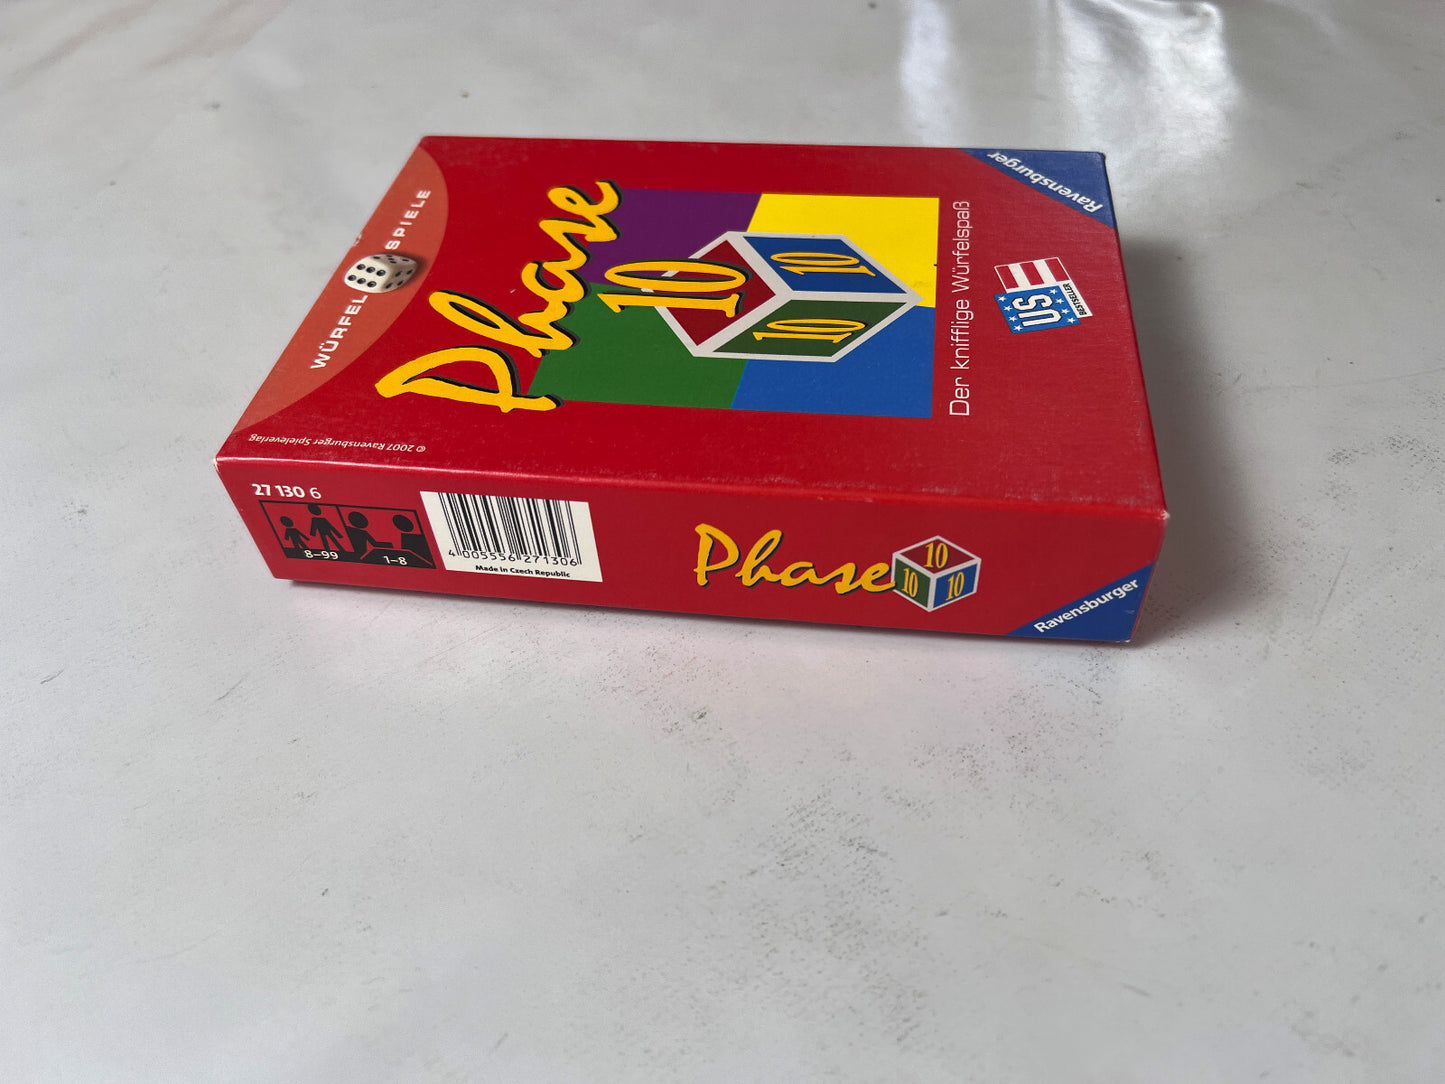 WÜRFEL SPIELE
Phase
10
10
10
Der knifflige Würfelspaß
Ravensburger
US
BESTSELLER
© 2007 Ravensburger Spieleverlag
27 130 6
8–99
1–8
4 005556 271306
Made in Czech Republic
Phase
10
10
10
Ravensburger